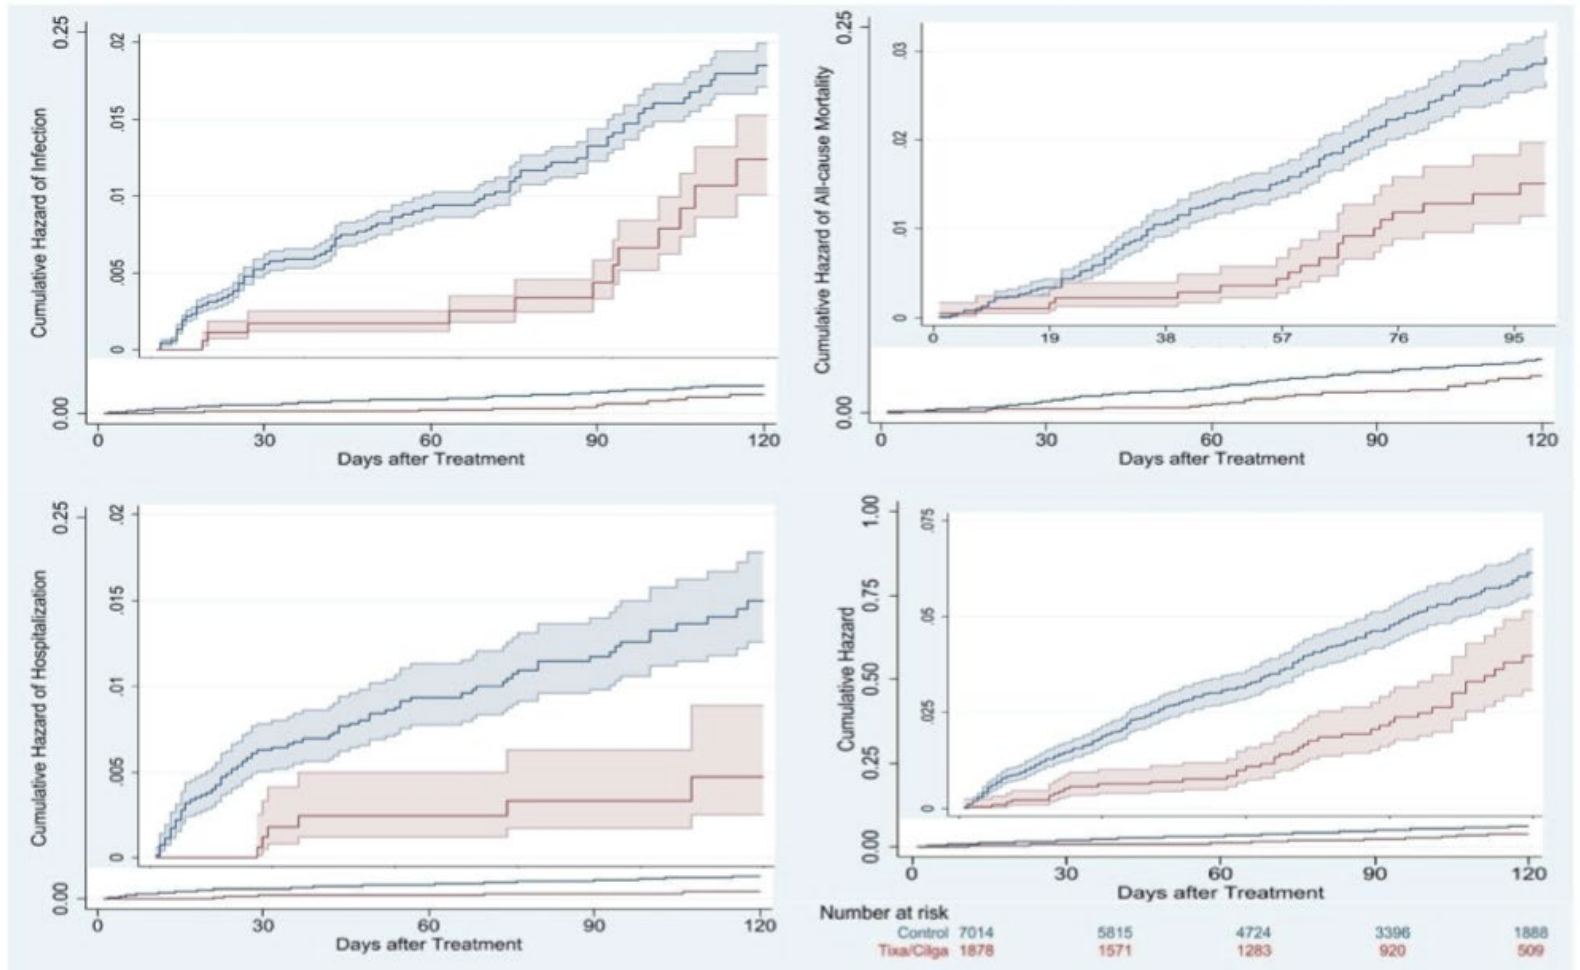 Cumulative Hazard of Infection
0.25
0.00
.02
.015
.01
.005
0
0 30 60 90 120
Days after Treatment
Cumulative Hazard of All-cause Mortality
0.25
0.00
.03
.02
.01
0
0 19 38 57 76 95
0 30 60 90 120
Days after Treatment
Cumulative Hazard of Hospitalization
0.25
0.00
.02
.015
.01
.005
0
0 30 60 90 120
Days after Treatment
Cumulative Hazard
1.00
0.75
0.50
0.25
0.00
.075
.05
.025
0
0 30 60 90 120
Days after Treatment
Number at risk
Control 7014 5815 4724 3396 1888
Tixa/Cilga 1878 1571 1283 920 509